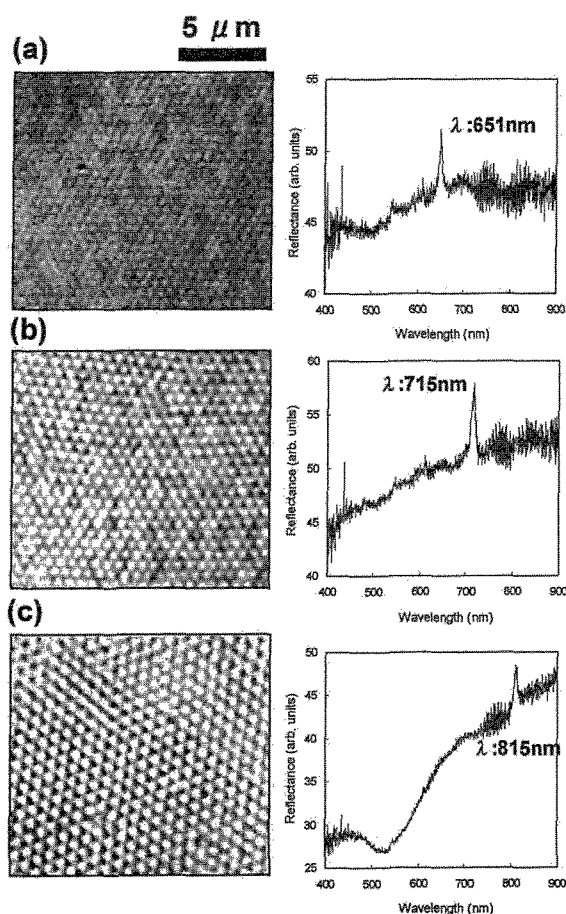 5 μm
(a)
λ:651nm
Reflectance (arb. units)
55
50
45
40
400 500 600 700 800 900
Wavelength (nm)
(b)
λ:715nm
Reflectance (arb. units)
60
55
50
45
40
400 500 600 700 800 900
Wavelength (nm)
(c)
λ:815nm
Reflectance (arb, units)
50
45
40
35
30
25
400 500 600 700 800 900
Wavelength (nm)